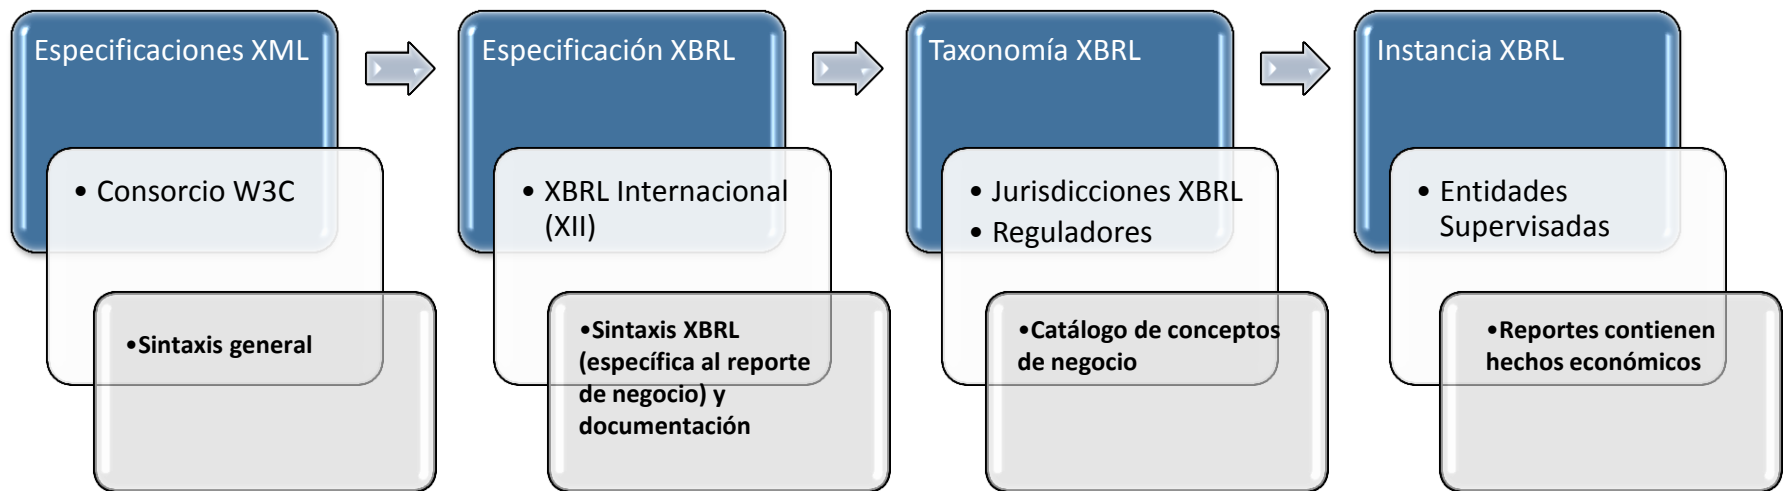 Especificaciones XML
• Consorcio W3C
•Sintaxis general
Especificación XBRL
• XBRL Internacional
(XII)
•Sintaxis XBRL
(específica al reporte
de negocio) y
documentación
Taxonomía XBRL
• Jurisdicciones XBRL
• Reguladores
•Catálogo de conceptos
de negocio
Instancia XBRL
• Entidades
Supervisadas
•Reportes contienen
hechos económicos